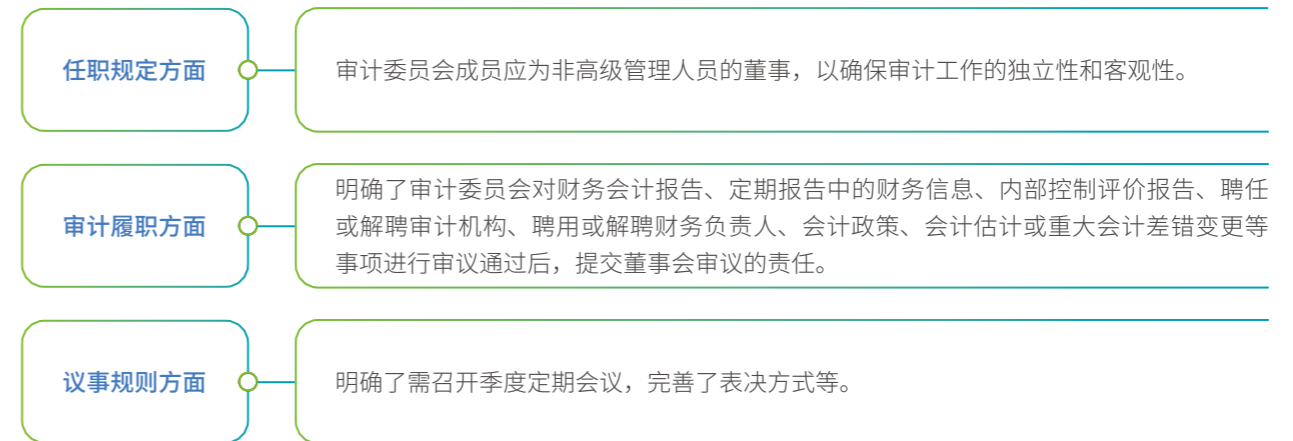 任职规定方面
审计委员会成员应为非高级管理人员的董事，以确保审计工作的独立性和客观性。
审计履职方面
明确了审计委员会对财务会计报告、定期报告中的财务信息、内部控制评价报告、聘任
或解聘审计机构、聘用或解聘财务负责人、会计政策、会计估计或重大会计差错变更等
事项进行审议通过后，提交董事会审议的责任。
议事规则方面
明确了需召开季度定期会议，完善了表决方式等。